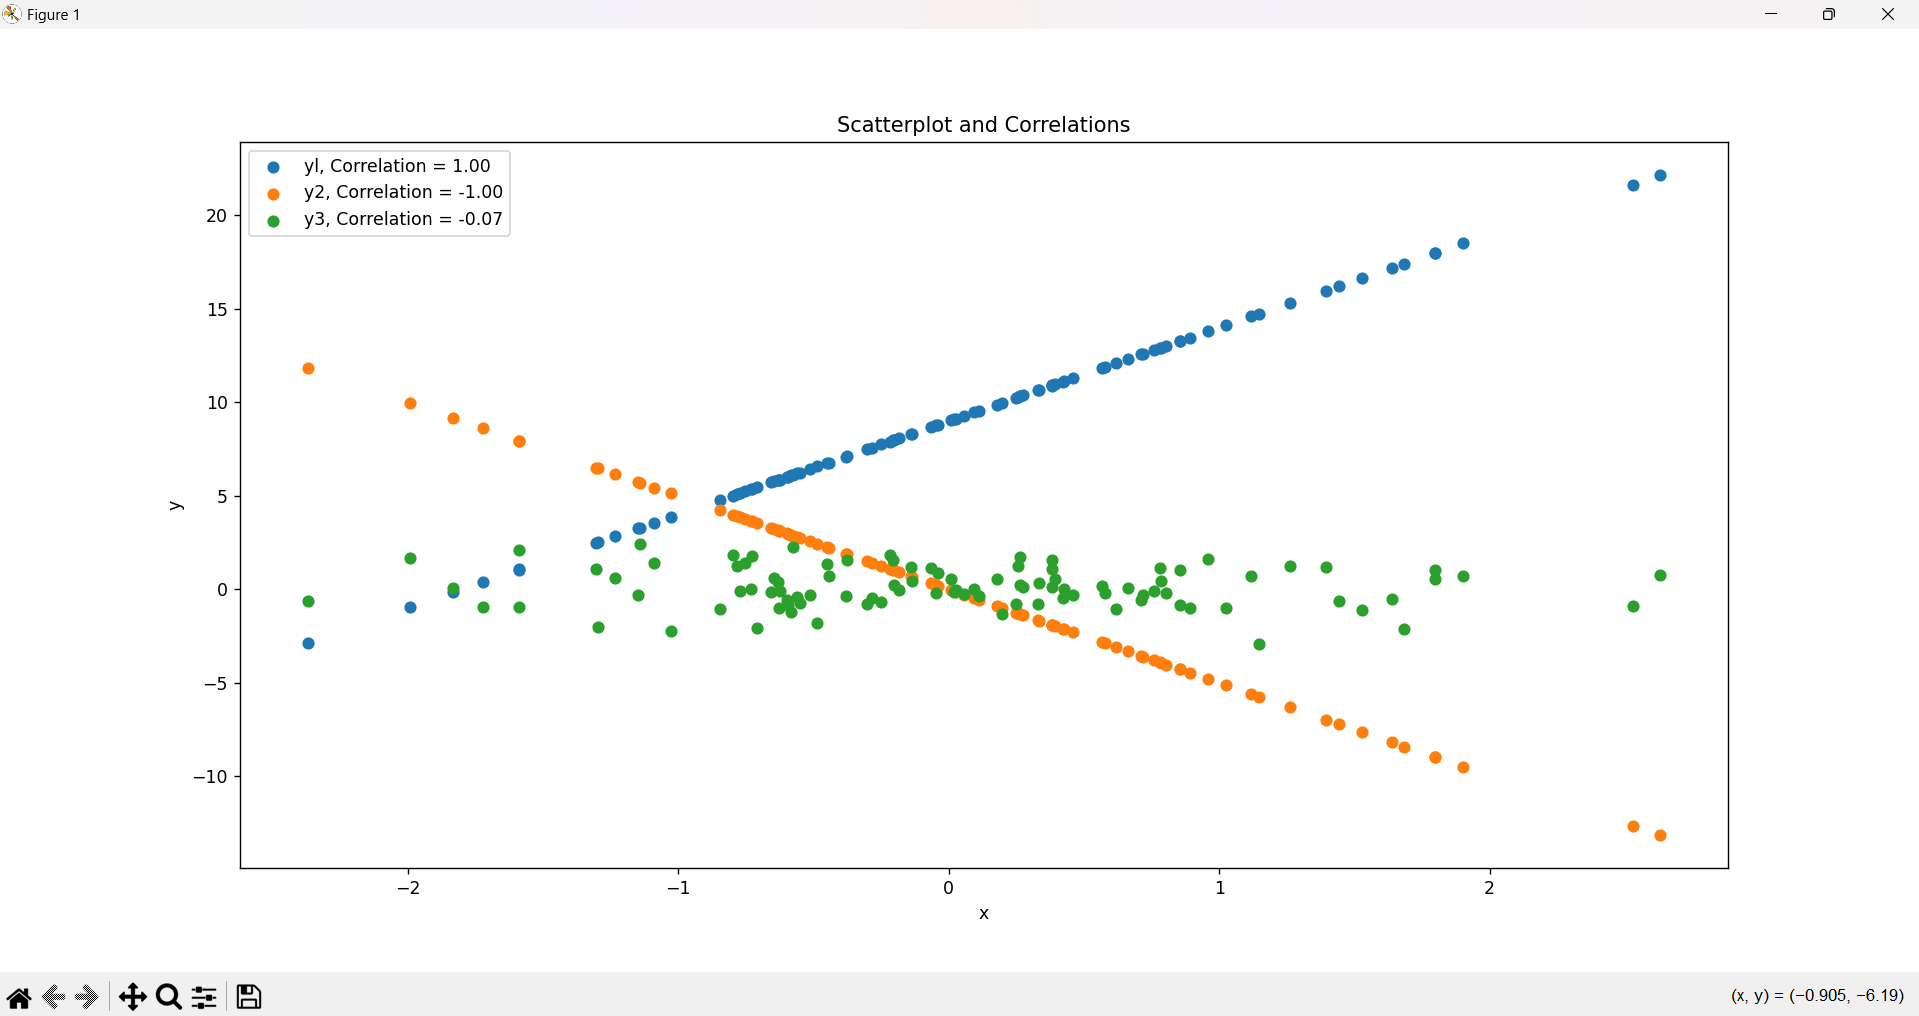 Figure 1
Scatterplot and Correlations
yl, Correlation = 1.00
y2, Correlation = -1.00
y3, Correlation = -0.07
20
15
10
5
0
−5
−10
y
−2
−1
0
1
2
x
(x, y) = (−0.905, −6.19)